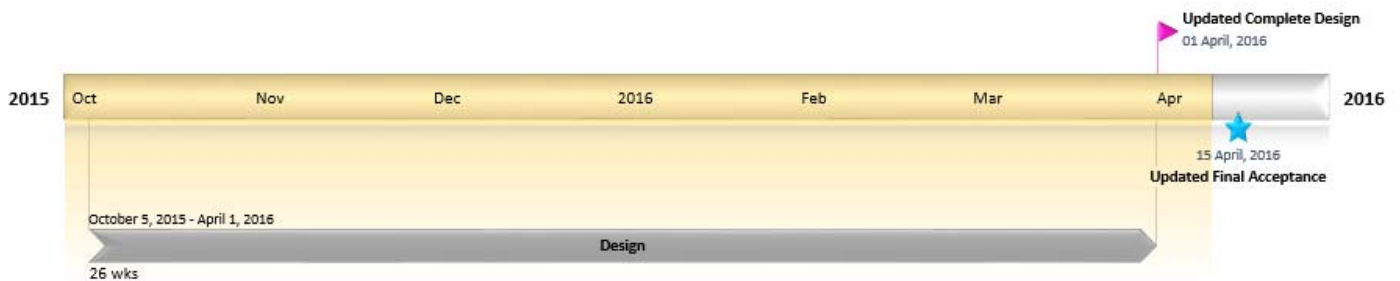 Updated Complete Design
01 April, 2016
2015 Oct Nov Dec 2016 Feb Mar Apr 2016
15 April, 2016
Updated Final Acceptance
October 5, 2015 - April 1, 2016
Design
26 wks